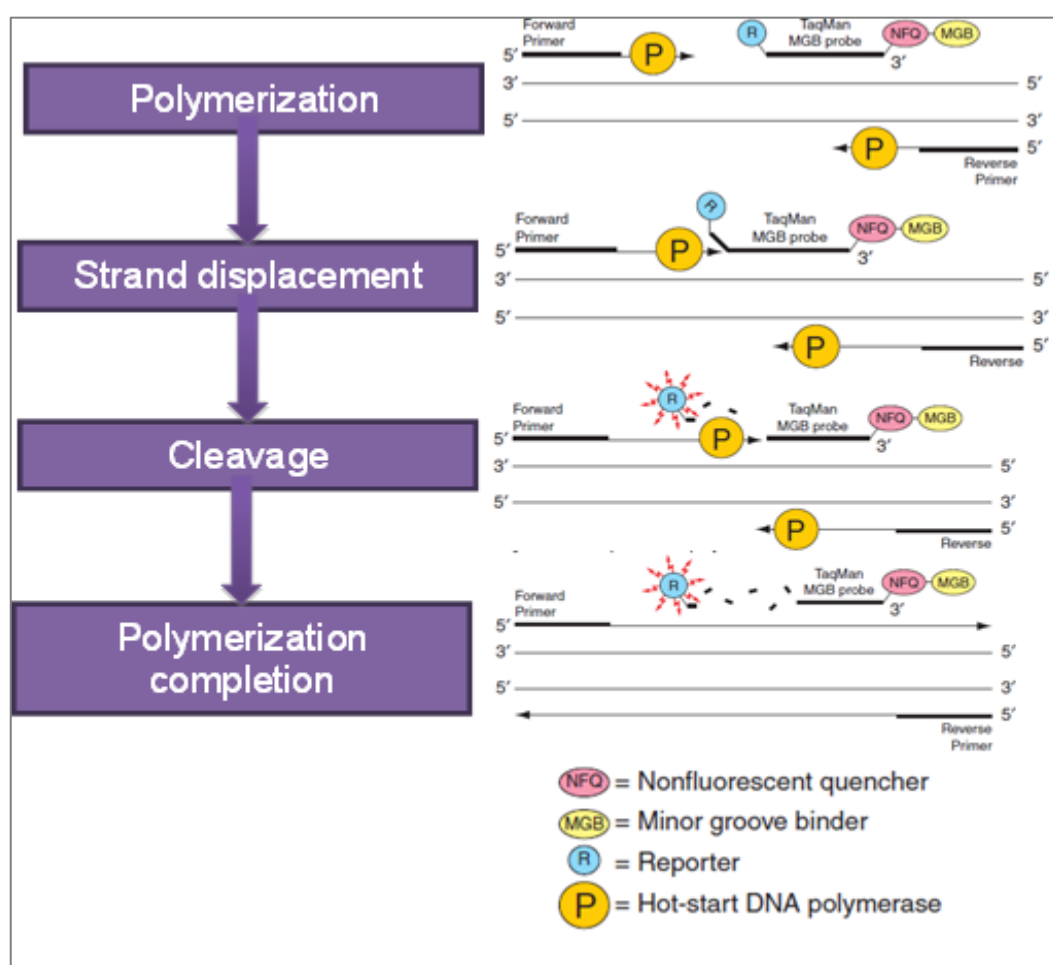 Polymerization
Strand displacement
Cleavage
Polymerization
completion
Forward
Primer
P
R
TaqMan
MGB probe
NFQ
MGB
5′
3′
3′
5′
5′
3′
P
5′
Reverse
Primer
Forward
Primer
P
R
TaqMan
MGB probe
NFQ
MGB
5′
3′
3′
5′
5′
3′
P
5′
Reverse
Forward
Primer
R
P
TaqMan
MGB probe
NFQ
MGB
5′
3′
3′
5′
5′
3′
P
5′
Reverse
Forward
Primer
R
TaqMan
MGB probe
NFQ
MGB
3′
5′
3′
5′
5′
3′
5′
Reverse
Primer
NFQ = Nonfluorescent quencher
MGB = Minor groove binder
R = Reporter
P = Hot-start DNA polymerase